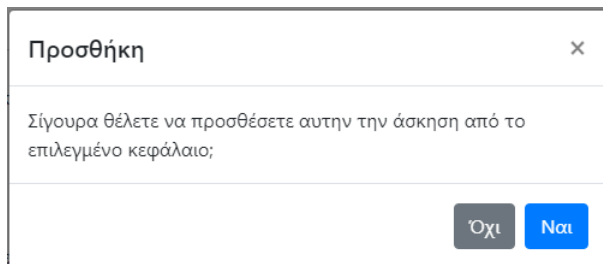 Προσθήκη ×
Σίγουρα θέλετε να προσθέσετε αυτην την άσκηση από το
επιλεγμένο κεφάλαιο;
Όχι Ναι